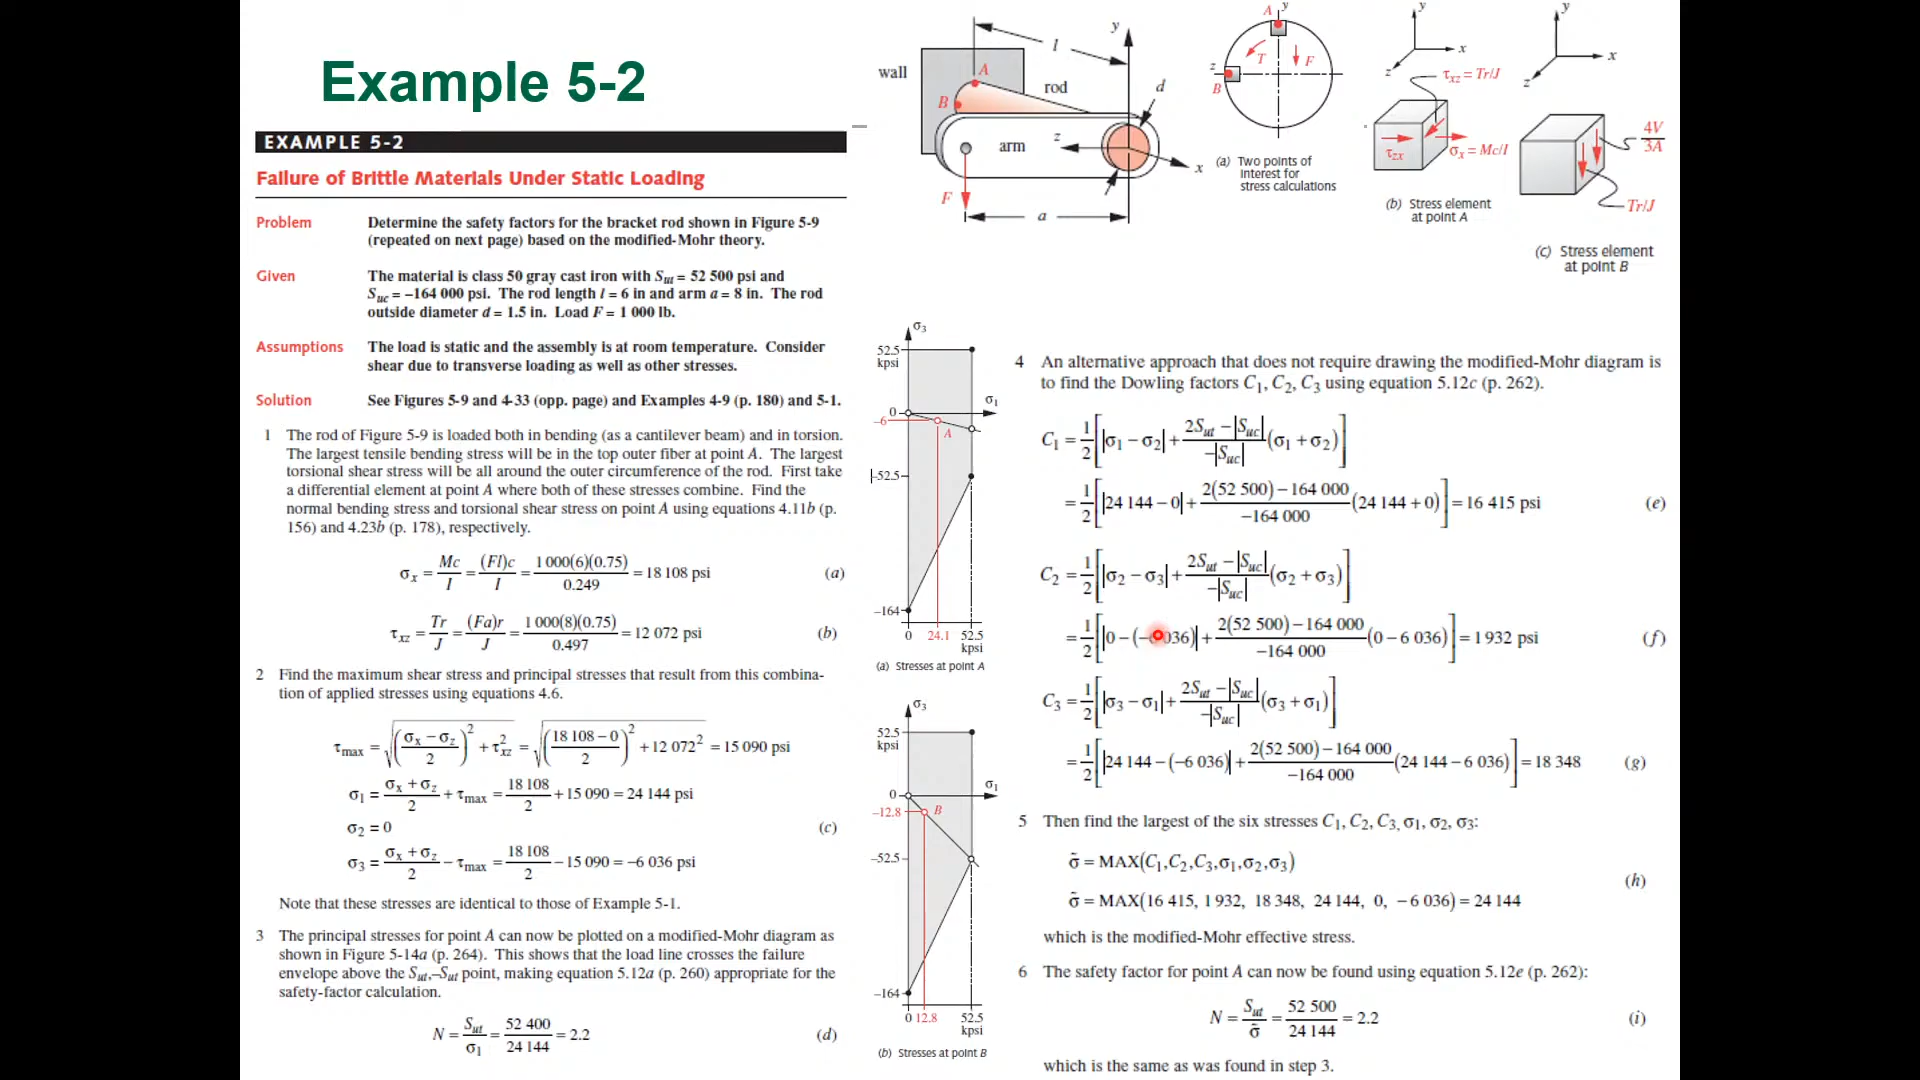 Example 5-2
EXAMPLE 5-2
Failure of Brittle Materials Under Static Loading
Problem
Determine the safety factors for the bracket rod shown in Figure 5-9
(repeated on next page) based on the modified-Mohr theory.
Given
The material is class 50 gray cast iron with Sut = 52 500 psi and
Suc = –164 000 psi. The rod length l = 6 in and arm a = 8 in. The rod
outside diameter d = 1.5 in. Load F = 1 000 lb.
Assumptions
The load is static and the assembly is at room temperature. Consider
shear due to transverse loading as well as other stresses.
Solution
See Figures 5-9 and 4-33 (opp. page) and Examples 4-9 (p. 180) and 5-1.
1 The rod of Figure 5-9 is loaded both in bending (as a cantilever beam) and in torsion.
The largest tensile bending stress will be in the top outer fiber at point A. The largest
torsional shear stress will be all around the outer circumference of the rod. First take
a differential element at point A where both of these stresses combine. Find the
normal bending stress and torsional shear stress on point A using equations 4.11b (p.
156) and 4.23b (p. 178), respectively.
σx = Mc/I = (Fl)c/I = 1 000(6)(0.75)/0.249 = 18 108 psi (a)
τxz = Tr/J = (Fa)r/J = 1 000(8)(0.75)/0.497 = 12 072 psi (b)
2 Find the maximum shear stress and principal stresses that result from this combina-
tion of applied stresses using equations 4.6.
τmax = √((σx – σz)/2)² + τ²xz = √((18 108 – 0)/2)² + 12 072² = 15 090 psi
σ1 = (σx + σz)/2 + τmax = 18 108/2 + 15 090 = 24 144 psi
σ2 = 0 (c)
σ3 = (σx + σz)/2 – τmax = 18 108/2 – 15 090 = –6 036 psi
Note that these stresses are identical to those of Example 5-1.
3 The principal stresses for point A can now be plotted on a modified-Mohr diagram as
shown in Figure 5-14a (p. 264). This shows that the load line crosses the failure
envelope above the Sut,–Sut point, making equation 5.12a (p. 260) appropriate for the
safety-factor calculation.
N = Sut/σ1 = 52 400/24 144 = 2.2 (d)
wall
A
B
l
rod
y
d
arm
z
x
F
a
A
y
T
F
z
B
(a) Two points of
interest for
stress calculations
y
x
z
τxz = Tr/J
τzx
σx = Mc/I
(b) Stress element
at point A
y
x
z
4V/3A
Tr/J
(c) Stress element
at point B
σ3
52.5
kpsi
0
σ1
–6
A
–52.5
–164
0 24.1 52.5
kpsi
(a) Stresses at point A
σ3
52.5
kpsi
0
σ1
–12.8
B
–52.5
–164
0 12.8 52.5
kpsi
(b) Stresses at point B
4 An alternative approach that does not require drawing the modified-Mohr diagram is
to find the Dowling factors C1, C2, C3 using equation 5.12c (p. 262).
C1 = 1/2[|σ1 – σ2| + (2Sut – |Suc|)/(–|Suc|) (σ1 + σ2)]
= 1/2[|24 144 – 0| + (2(52 500) – 164 000)/(–164 000) (24 144 + 0)] = 16 415 psi (e)
C2 = 1/2[|σ2 – σ3| + (2Sut – |Suc|)/(–|Suc|) (σ2 + σ3)]
= 1/2[|0 – (– 036)| + (2(52 500) – 164 000)/(–164 000) (0 – 6 036)] = 1 932 psi (f)
C3 = 1/2[|σ3 – σ1| + (2Sut – |Suc|)/(–|Suc|) (σ3 + σ1)]
= 1/2[|24 144 – (–6 036)| + (2(52 500) – 164 000)/(–164 000) (24 144 – 6 036)] = 18 348 (g)
5 Then find the largest of the six stresses C1, C2, C3, σ1, σ2, σ3:
σ̃ = MAX(C1,C2,C3,σ1,σ2,σ3)
(h)
σ̃ = MAX(16 415, 1 932, 18 348, 24 144, 0, – 6 036) = 24 144
which is the modified-Mohr effective stress.
6 The safety factor for point A can now be found using equation 5.12e (p. 262):
N = Sut/σ̃ = 52 500/24 144 = 2.2 (i)
which is the same as was found in step 3.